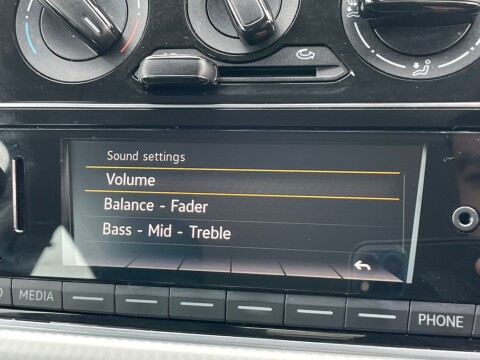 Sound settings
Volume
Balance - Fader
Bass - Mid - Treble
MEDIA
PHONE